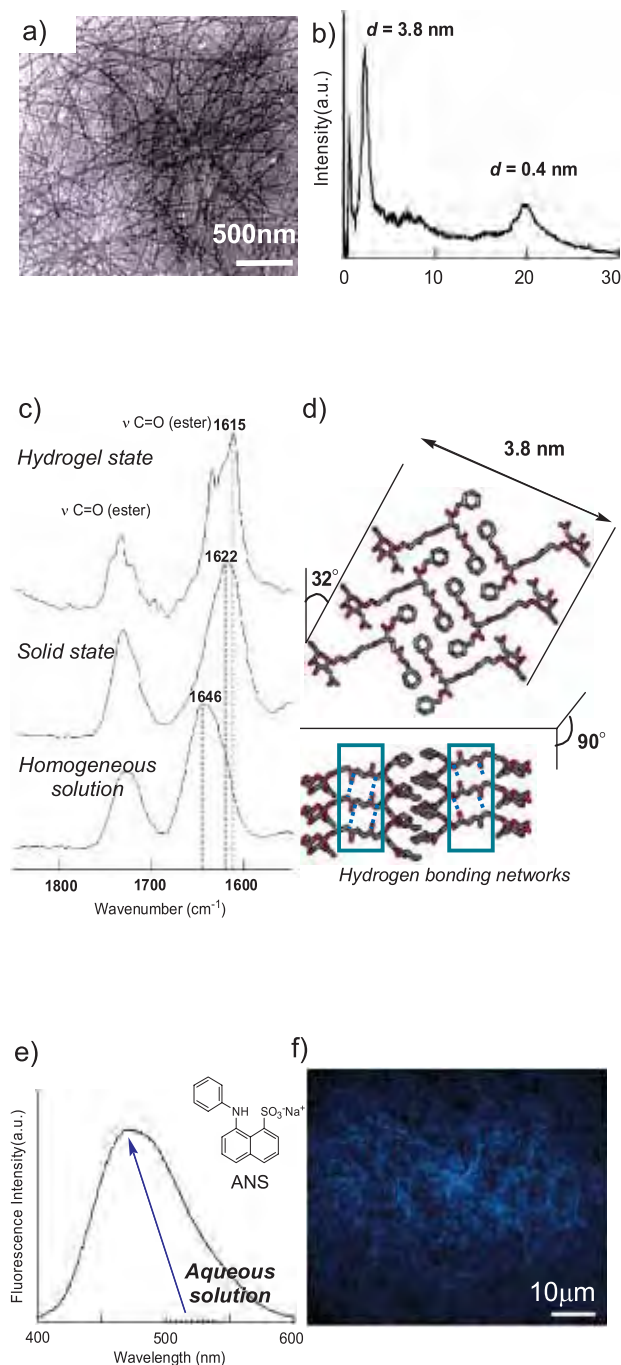 a)
500nm
b)
d = 3.8 nm
d = 0.4 nm
Intensity(a.u.)
0 10 20 30
c)
ν C=O (ester) 1615
Hydrogel state
ν C=O (ester)
1622
Solid state
1646
Homogeneous
solution
1800 1700 1600
Wavenumber (cm-1)
d)
3.8 nm
32°
90°
Hydrogen bonding networks
e)
Fluorescence Intensity(a.u.)
NH SO3-Na+
ANS
Aqueous
solution
400 500 600
Wavelength (nm)
f)
10μm